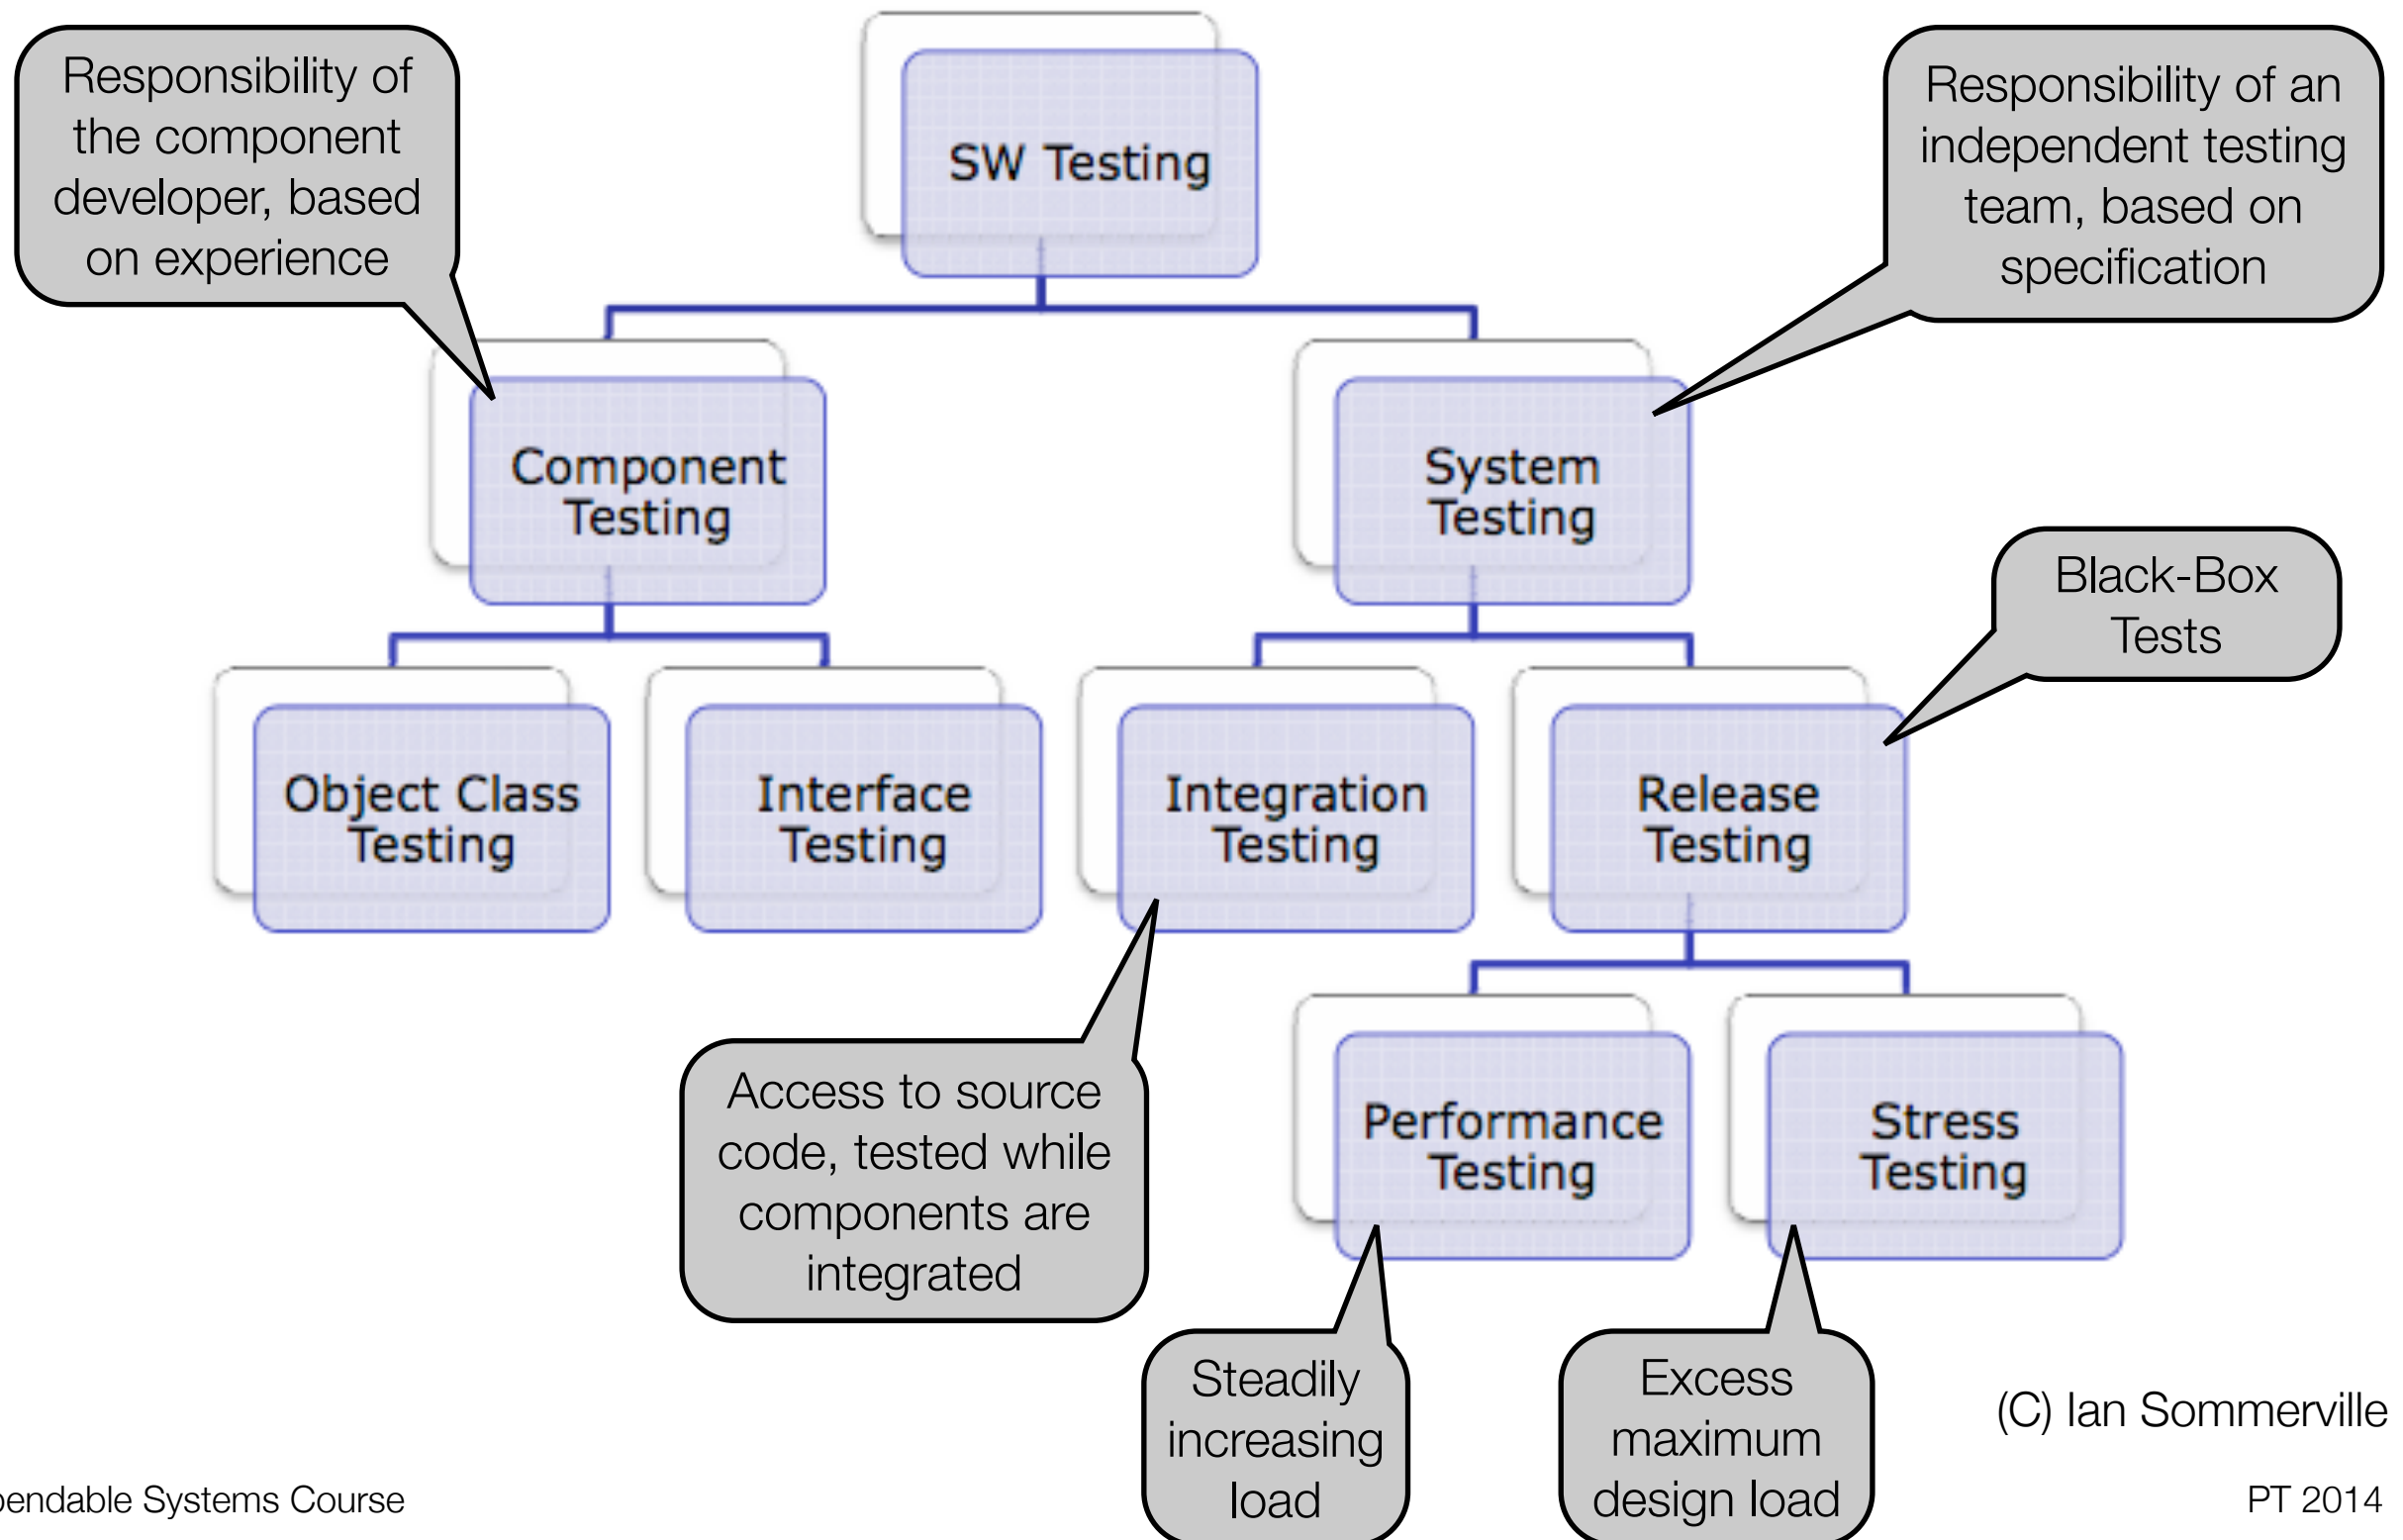 Responsibility of
the component
developer, based
on experience
SW Testing
Responsibility of an
independent testing
team, based on
specification
Component
Testing
System
Testing
Black-Box
Tests
Object Class
Testing
Interface
Testing
Integration
Testing
Release
Testing
Access to source
code, tested while
components are
integrated
Performance
Testing
Stress
Testing
Steadily
increasing
load
Excess
maximum
design load
(C) Ian Sommerville
pendable Systems Course
PT 2014